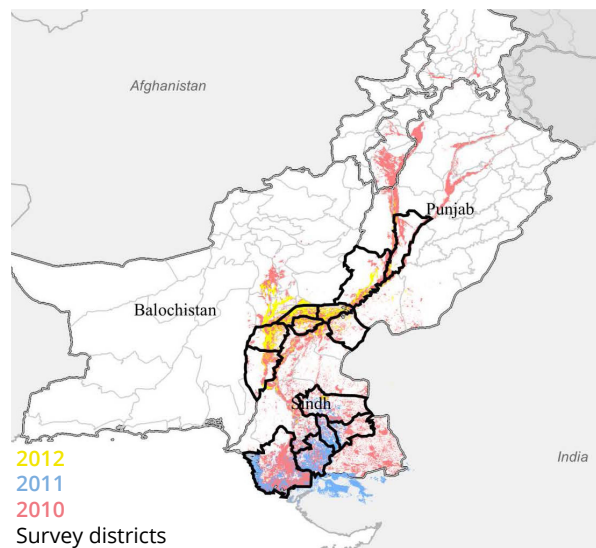 Afghanistan
Punjab
Balochistan
Sindh
India
2012
2011
2010
Survey districts